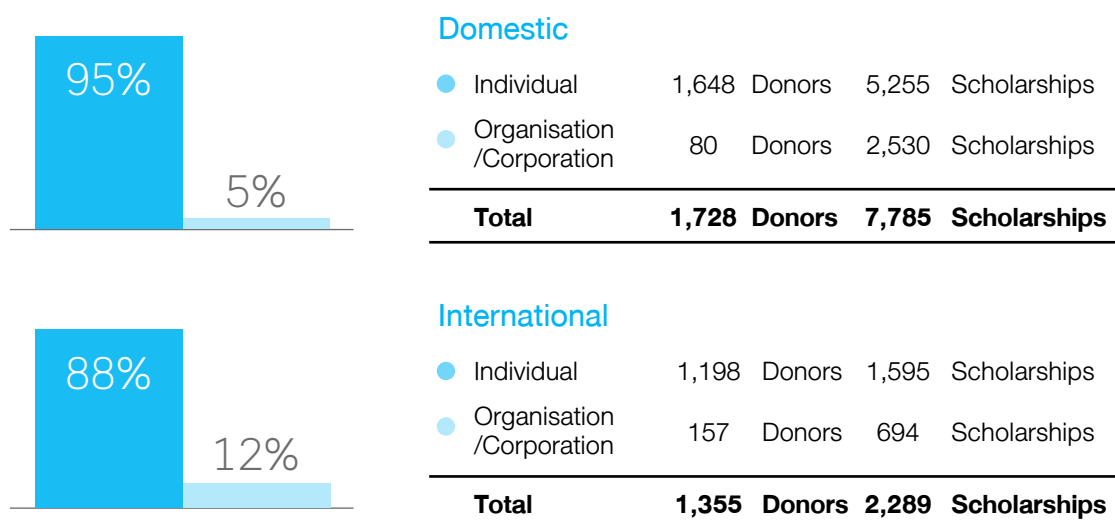 95%
5%
Domestic
Individual 1,648 Donors 5,255 Scholarships
Organisation
/Corporation 80 Donors 2,530 Scholarships
Total 1,728 Donors 7,785 Scholarships
88%
12%
International
Individual 1,198 Donors 1,595 Scholarships
Organisation
/Corporation 157 Donors 694 Scholarships
Total 1,355 Donors 2,289 Scholarships